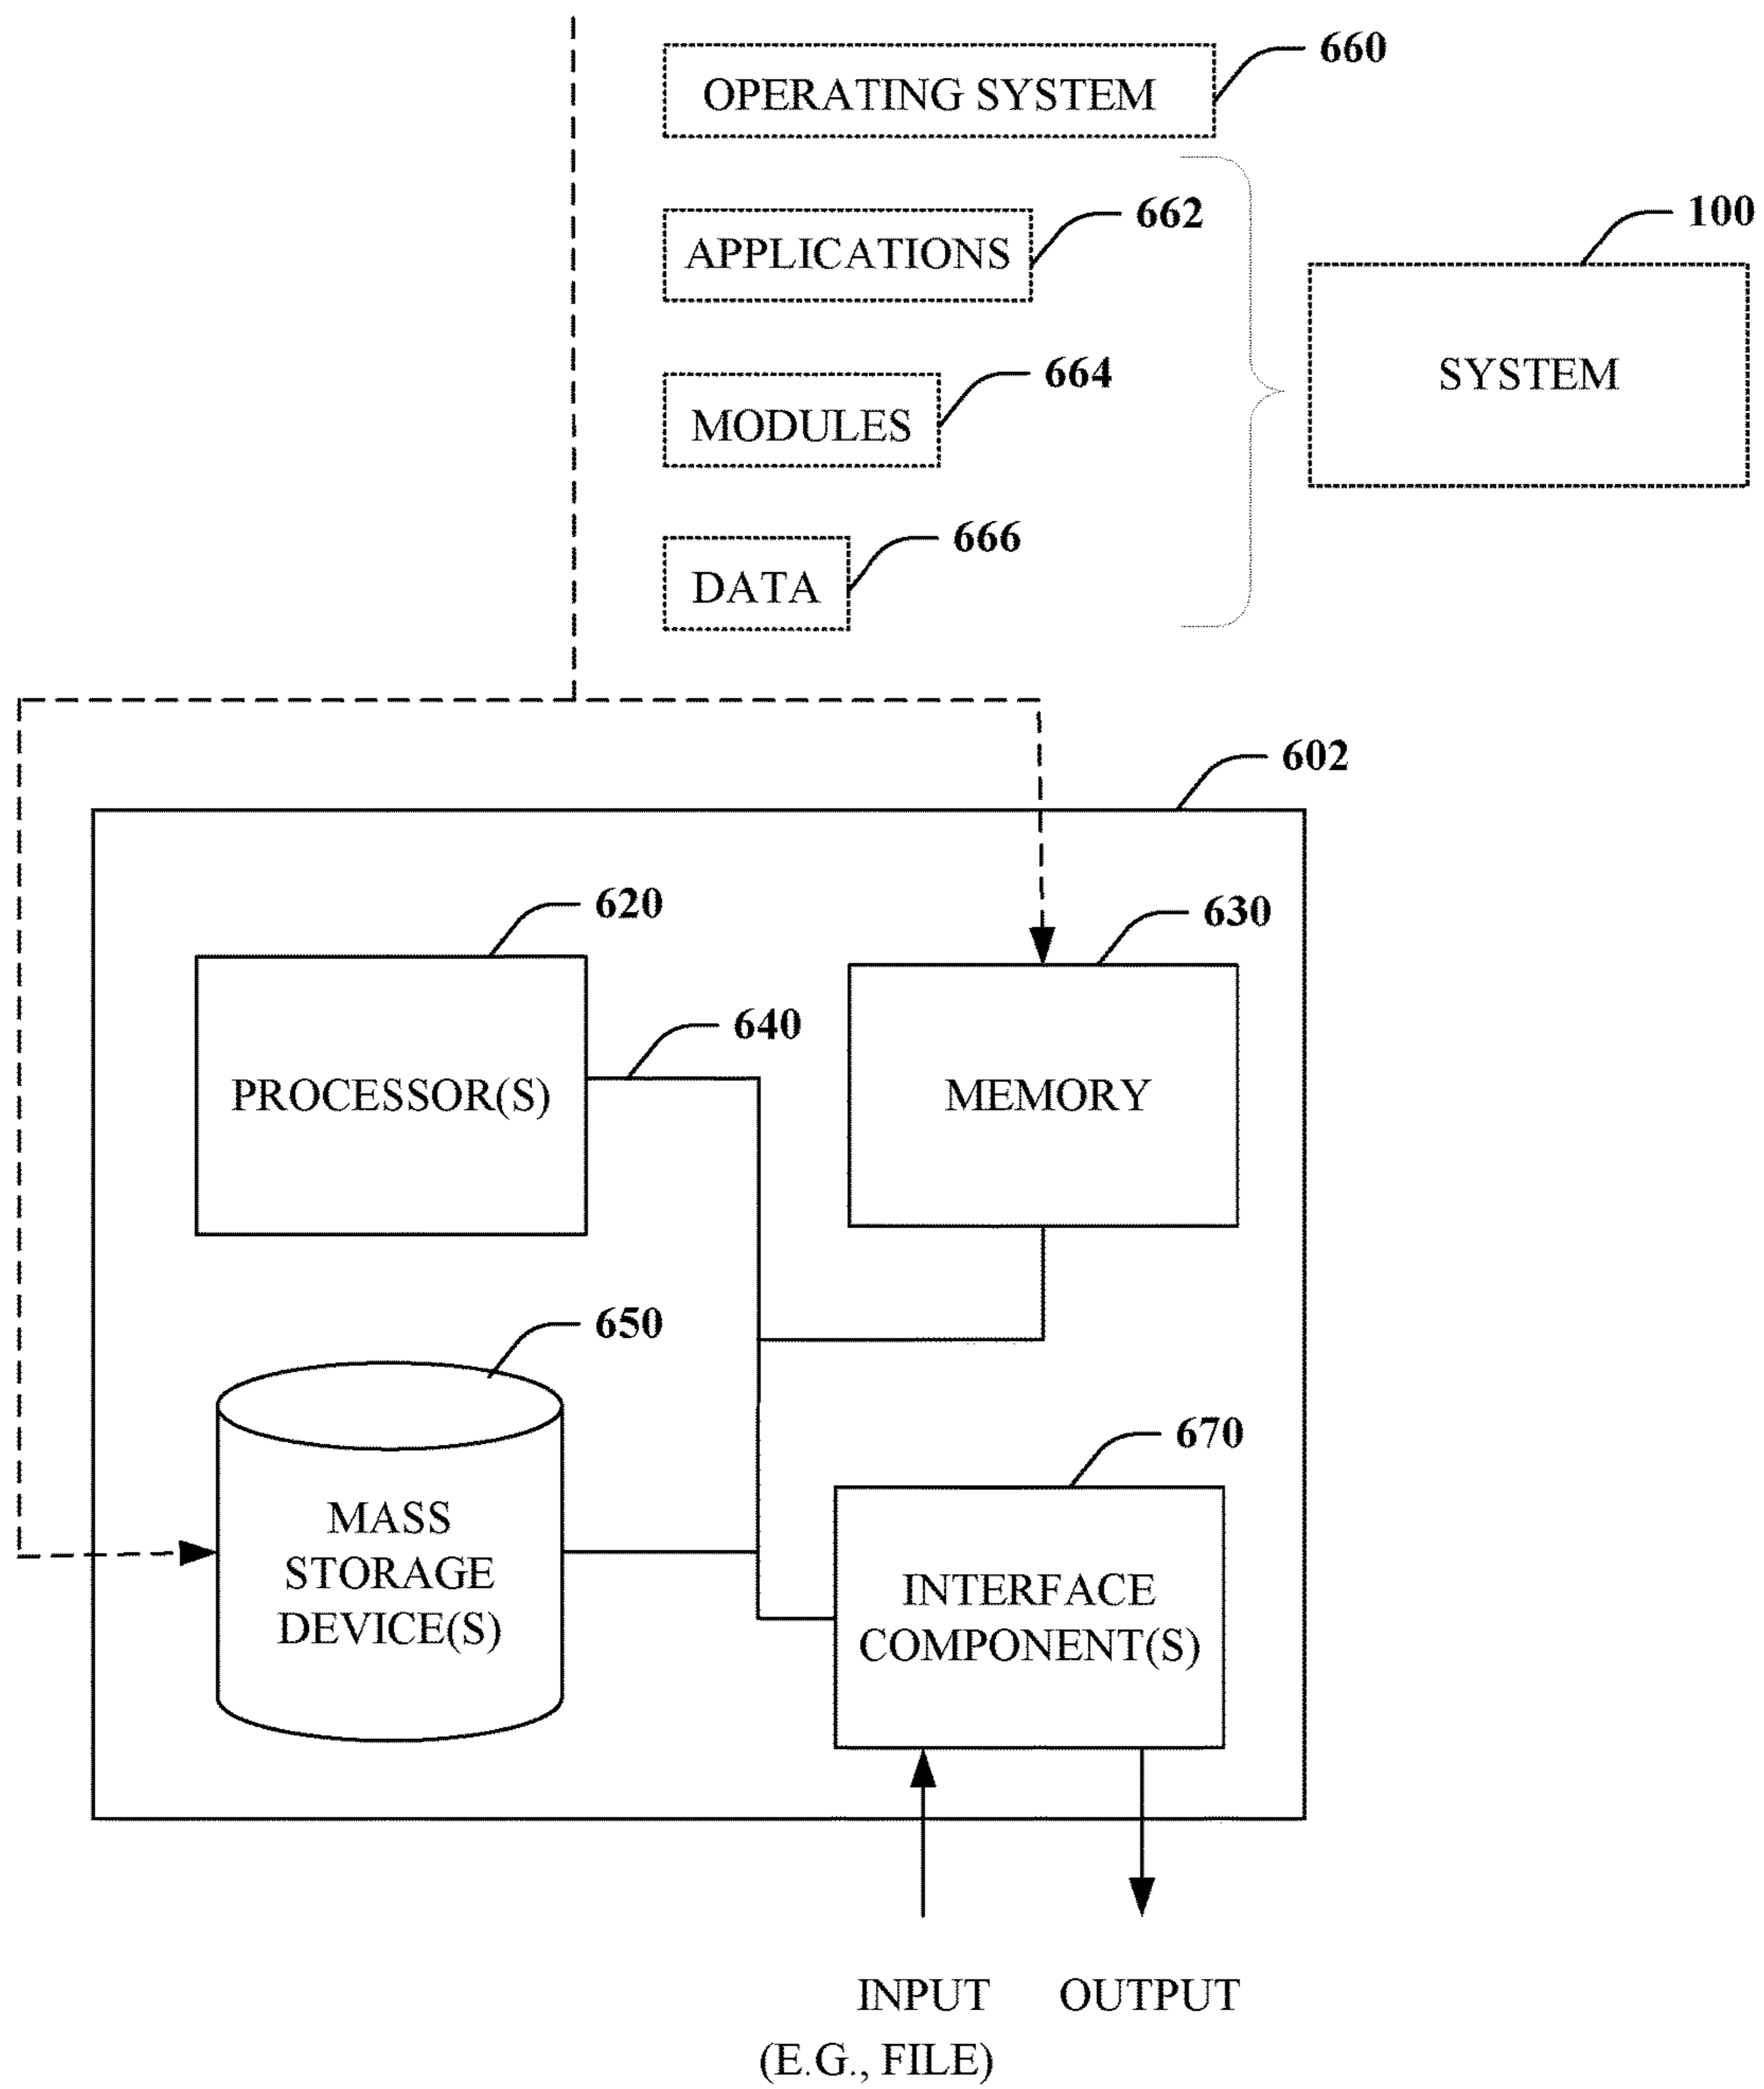 660
OPERATING SYSTEM
662
APPLICATIONS
100
SYSTEM
664
MODULES
666
DATA
602
620
630
640
PROCESSOR(S)
MEMORY
650
670
MASS
STORAGE
DEVICE(S)
INTERFACE
COMPONENT(S)
INPUT
(E.G., FILE)
OUTPUT